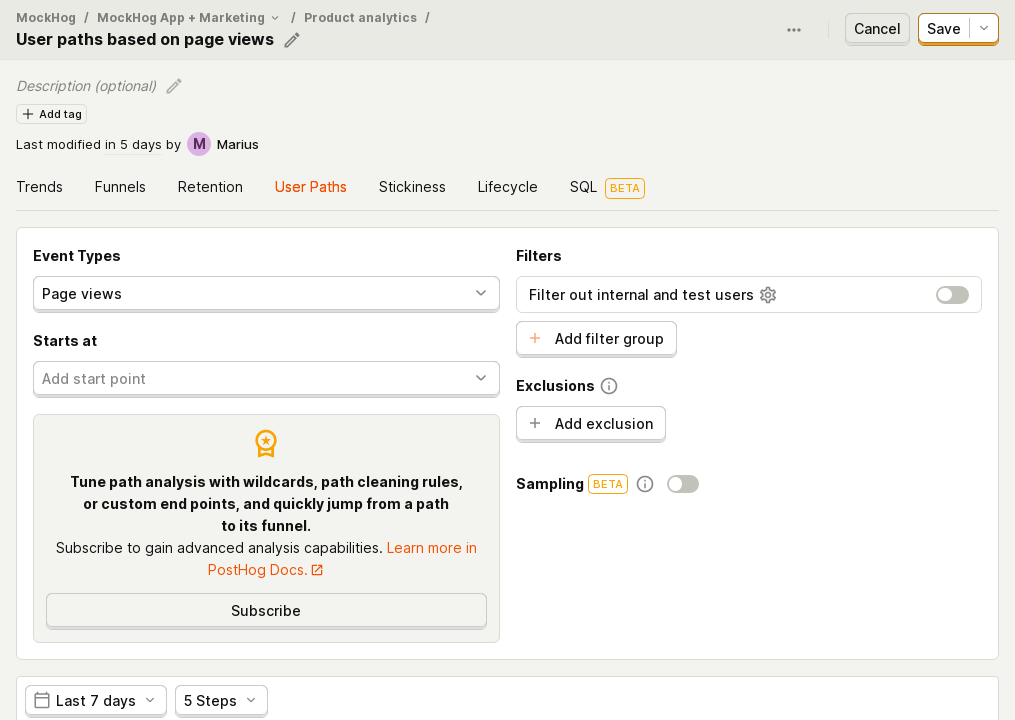 MockHog / MockHog App + Marketing / Product analytics /
User paths based on page views
Cancel
Save
Description (optional)
Add tag
Last modified in 5 days by M Marius
Trends Funnels Retention User Paths Stickiness Lifecycle SQL BETA
Event Types
Page views
Starts at
Add start point
Tune path analysis with wildcards, path cleaning rules,
or custom end points, and quickly jump from a path
to its funnel.
Subscribe to gain advanced analysis capabilities. Learn more in
PostHog Docs.
Subscribe
Filters
Filter out internal and test users
Add filter group
Exclusions
Add exclusion
Sampling BETA
Last 7 days
5 Steps